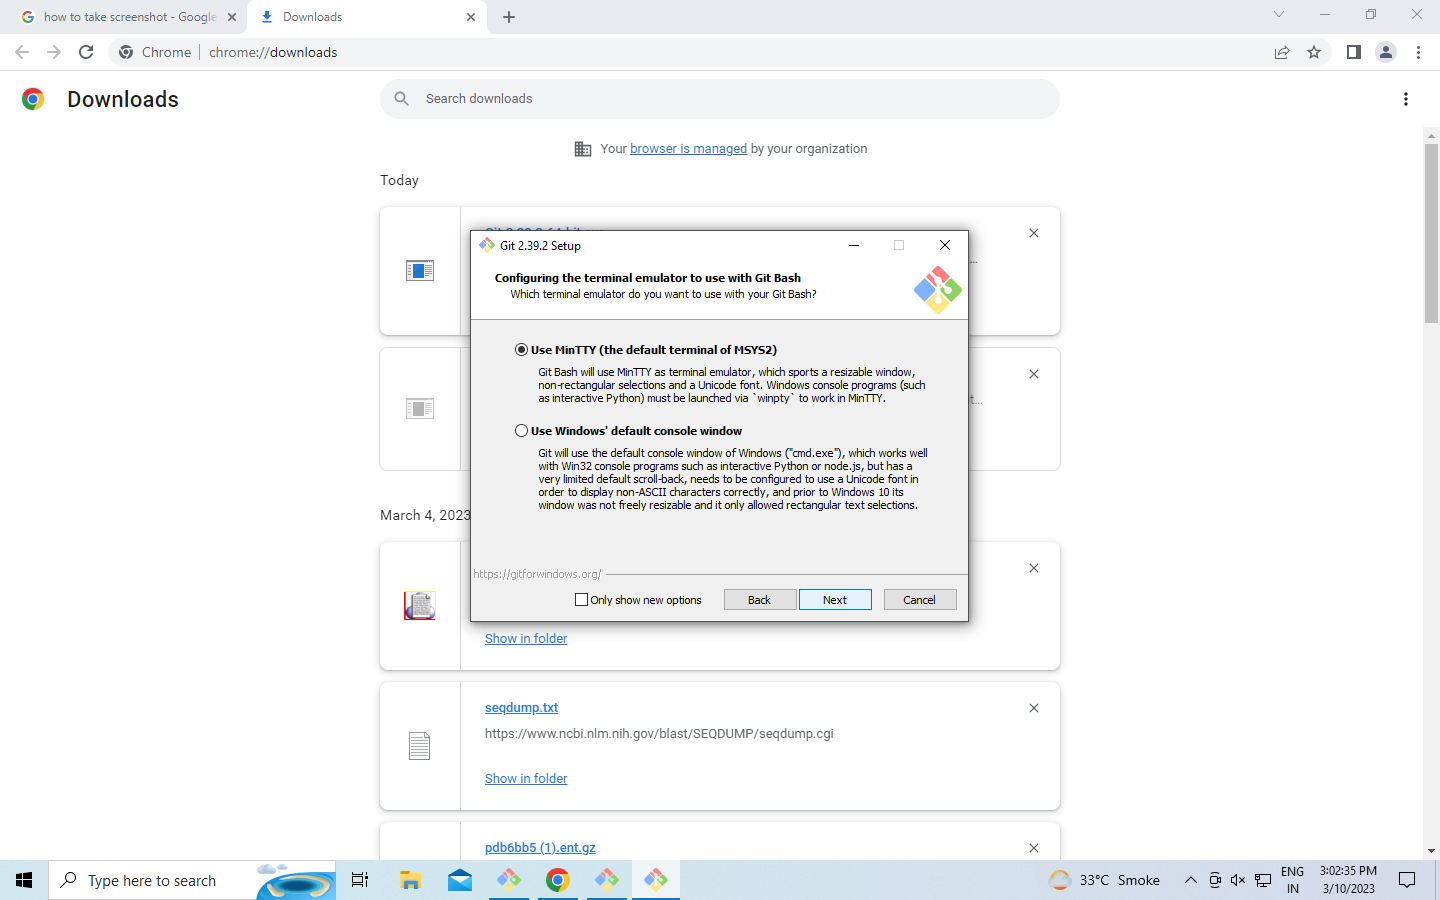 how to take screenshot - Google
Downloads
Chrome
chrome://downloads
Downloads
Search downloads
Your browser is managed by your organization
Today
Git 2.39.2 Setup
Configuring the terminal emulator to use with Git Bash
Which terminal emulator do you want to use with your Git Bash?
Use MinTTY (the default terminal of MSYS2)
Git Bash will use MinTTY as terminal emulator, which sports a resizable window,
non-rectangular selections and a Unicode font. Windows console programs (such
as interactive Python) must be launched via `winpty` to work in MinTTY.
Use Windows' default console window
Git will use the default console window of Windows ("cmd.exe"), which works well
with Win32 console programs such as interactive Python or node.js, but has a
very limited default scroll-back, needs to be configured to use a Unicode font in
order to display non-ASCII characters correctly, and prior to Windows 10 its
window was not freely resizable and it only allowed rectangular text selections.
https://gitforwindows.org/
Only show new options
Back
Next
Cancel
March 4, 2023
Show in folder
seqdump.txt
https://www.ncbi.nlm.nih.gov/blast/SEQDUMP/seqdump.cgi
Show in folder
pdb6bb5 (1).ent.gz
Type here to search
33°C Smoke
ENG
IN
3:02:35 PM
3/10/2023